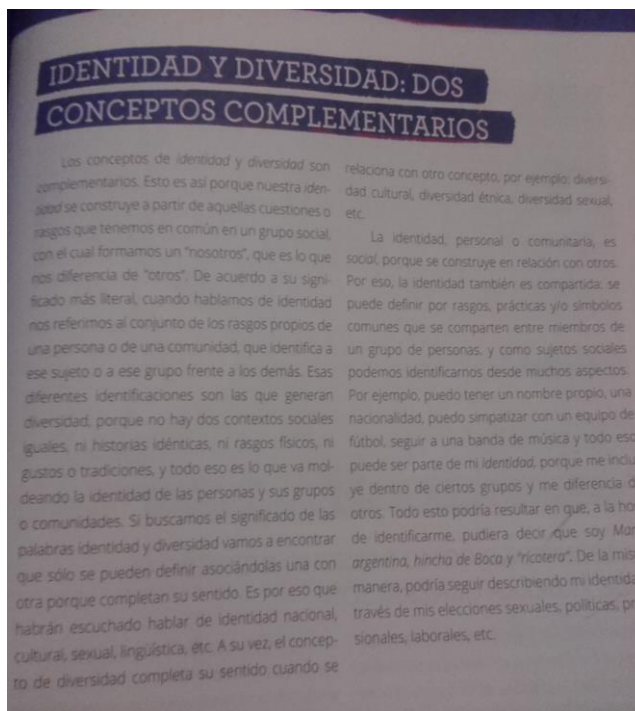 IDENTIDAD Y DIVERSIDAD: DOS
CONCEPTOS COMPLEMENTARIOS
Los conceptos de identidad y diversidad son
complementarios. Esto es así porque nuestra iden-
tidad se construye a partir de aquellas cuestiones o
rasgos que tenemos en común en un grupo social,
con el cual formamos un "nosotros", que es lo que
nos diferencia de "otros". De acuerdo a su signi-
ficado más literal, cuando hablamos de identidad
nos referimos al conjunto de los rasgos propios de
una persona o de una comunidad, que identifica a
ese sujeto o a ese grupo frente a los demás. Esas
diferentes identificaciones son las que generan
diversidad, porque no hay dos contextos sociales
iguales, ni historias idénticas, ni rasgos físicos, ni
gustos o tradiciones, y todo eso es lo que va mol-
deando la identidad de las personas y sus grupos
o comunidades. Si buscamos el significado de las
palabras identidad y diversidad vamos a encontrar
que sólo se pueden definir asociándolas una con
otra porque completan su sentido. Es por eso que
habrán escuchado hablar de identidad nacional,
cultural, sexual, lingüística, etc. A su vez, el concep-
to de diversidad completa su sentido cuando se
relaciona con otro concepto, por ejemplo: diversi-
dad cultural, diversidad étnica, diversidad sexual,
etc.
La identidad, personal o comunitaria, es
social, porque se construye en relación con otros.
Por eso, la identidad también es compartida: se
puede definir por rasgos, prácticas y/o símbolos
comunes que se comparten entre miembros de
un grupo de personas, y como sujetos sociales
podemos identificarnos desde muchos aspectos.
Por ejemplo, puedo tener un nombre propio, una
nacionalidad, puedo simpatizar con un equipo de
fútbol, seguir a una banda de música y todo eso
puede ser parte de mi identidad, porque me inclu
ye dentro de ciertos grupos y me diferencia d
otros. Todo esto podría resultar en que, a la ho
de identificarme, pudiera decir que soy Mar
argentina, hincha de Boca y "ricotera". De la mis
manera, podría seguir describiendo mi identida
través de mis elecciones sexuales, políticas, pr
sionales, laborales, etc.